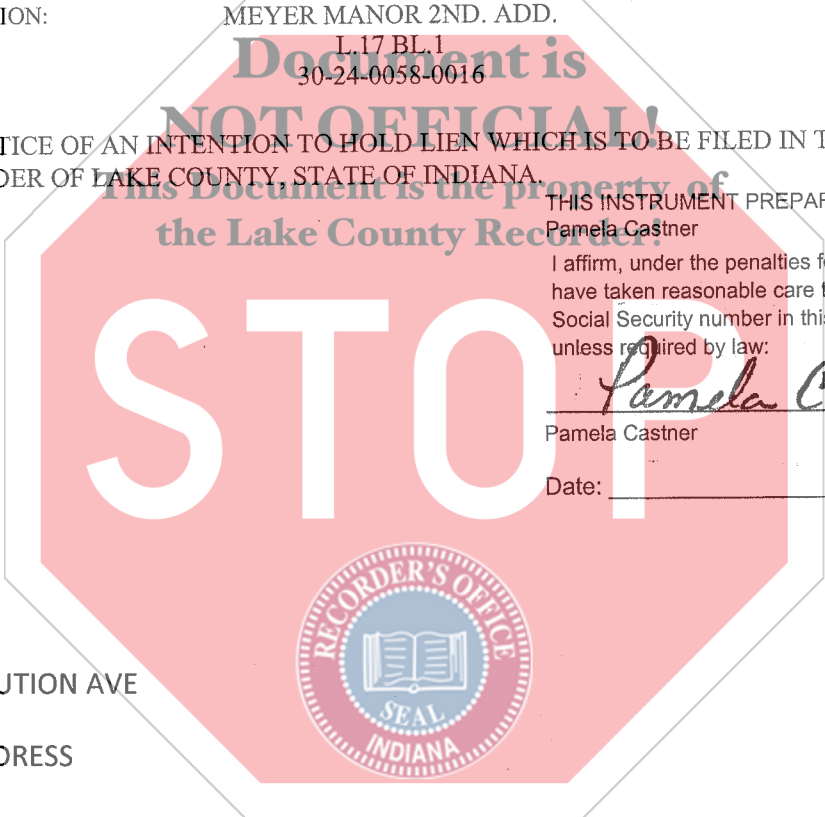 ION: MEYER MANOR 2ND. ADD.
L.17 BL.1
30-24-0058-0016
Document is
NOT OFFICIAL!
This Document is the property of
the Lake County Recorder!
TICE OF AN INTENTION TO HOLD LIEN WHICH IS TO BE FILED IN T
DER OF LAKE COUNTY, STATE OF INDIANA.
THIS INSTRUMENT PREPAR
Pamela Castner
I affirm, under the penalties f
have taken reasonable care t
Social Security number in this
unless required by law:
Pamela C
Pamela Castner
Date:
STOP
RECORDER'S OFFICE
SEAL
INDIANA
UTION AVE
DRESS